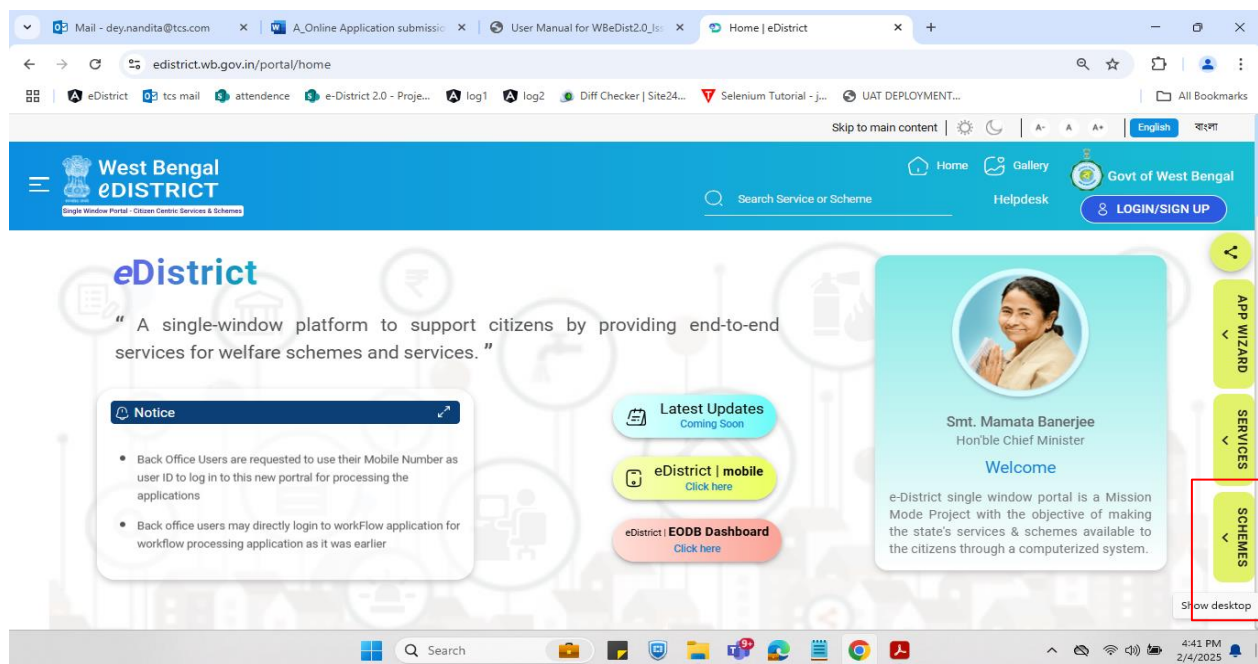 Mail - dey.nandita@tcs.com
A_Online Application submissio
User Manual for WBeDist2.0_Iss
Home | eDistrict
edistrict.wb.gov.in/portal/home
eDistrict tcs mail attendence e-District 2.0 - Proje... log1 log2 Diff Checker | Site24... Selenium Tutorial - j... UAT DEPLOYMENT... All Bookmarks
Skip to main content | A- A A+ English বাংলা
West Bengal
eDISTRICT
Single Window Portal - Citizen Centric Services & Schemes
Search Service or Scheme
Home Gallery
Helpdesk
Govt of West Bengal
LOGIN/SIGN UP
eDistrict
“ A single-window platform to support citizens by providing end-to-end
services for welfare schemes and services. ”
Notice
Back Office Users are requested to use their Mobile Number as
user ID to log in to this new portral for processing the
applications
Back office users may directly login to workFlow application for
workflow processing application as it was earlier
Latest Updates
Coming Soon
eDistrict | mobile
Click here
eDistrict | EODB Dashboard
Click here
Smt. Mamata Banerjee
Hon'ble Chief Minister
Welcome
e-District single window portal is a Mission
Mode Project with the objective of making
the state's services & schemes available to
the citizens through a computerized system.
APP WIZARD
SERVICES
SCHEMES
Show desktop
Search
9+
4:41 PM
2/4/2025